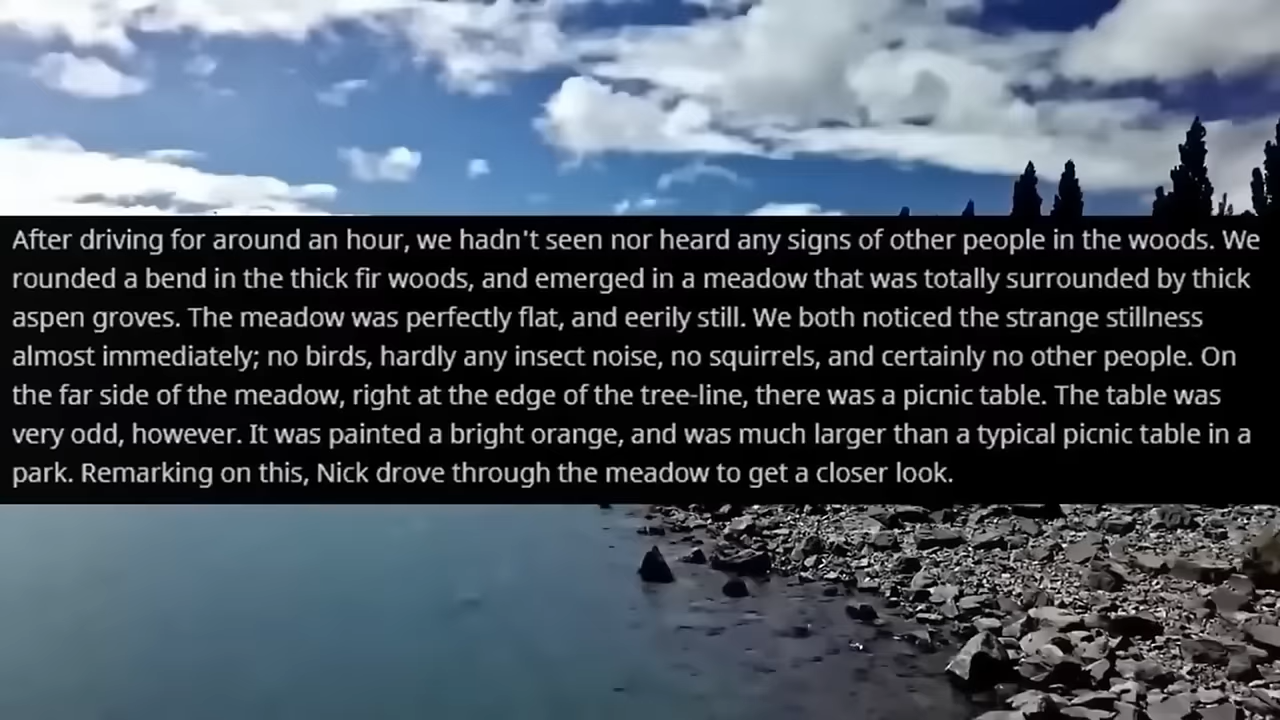 After driving for around an hour, we hadn't seen nor heard any signs of other people in the woods. We
rounded a bend in the thick fir woods, and emerged in a meadow that was totally surrounded by thick
aspen groves. The meadow was perfectly flat, and eerily still. We both noticed the strange stillness
almost immediately; no birds, hardly any insect noise, no squirrels, and certainly no other people. On
the far side of the meadow, right at the edge of the tree-line, there was a picnic table. The table was
very odd, however. It was painted a bright orange, and was much larger than a typical picnic table in a
park. Remarking on this, Nick drove through the meadow to get a closer look.